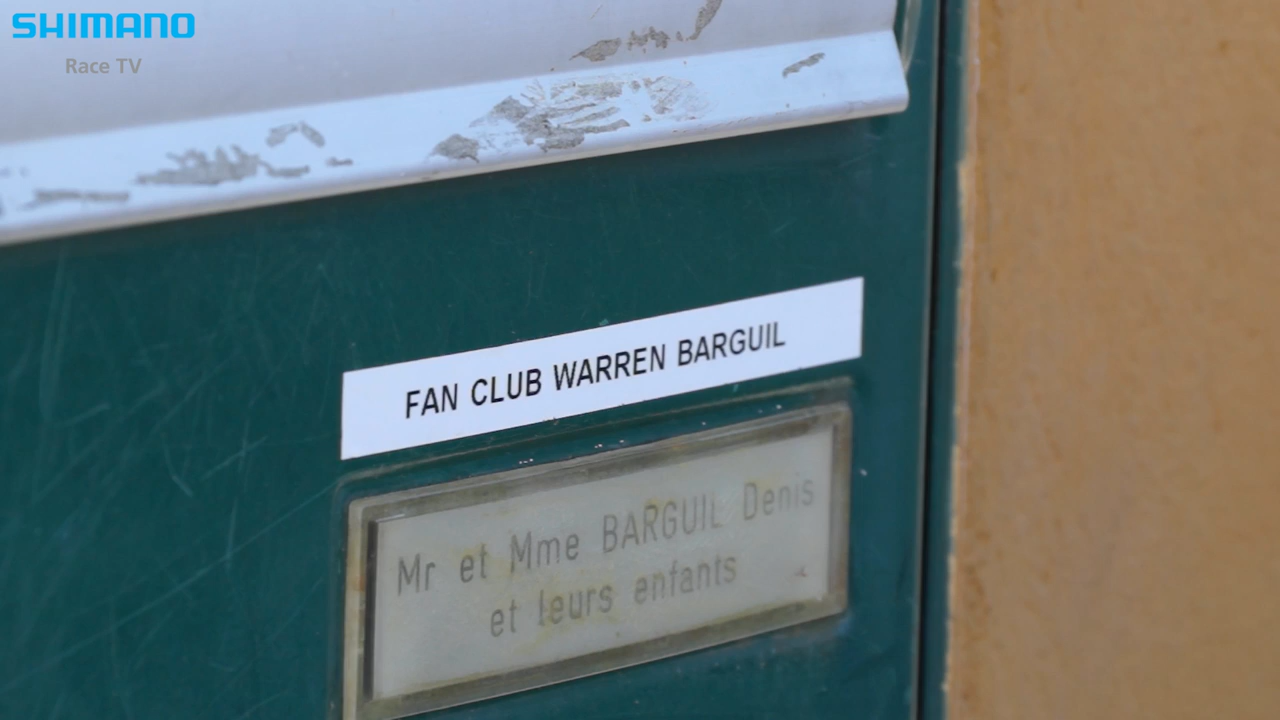 SHIMANO
Race TV
FAN CLUB WARREN BARGUIL
Mr et Mme BARGUIL Denis
et leurs enfants